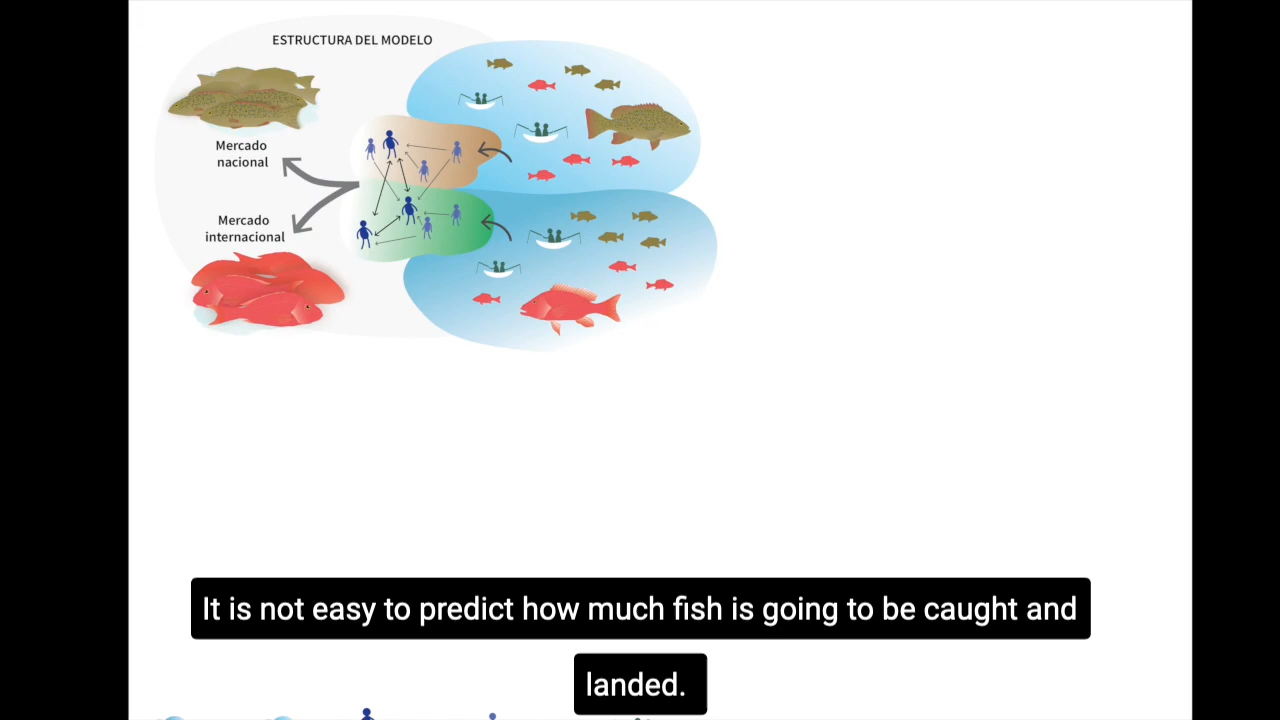 ESTRUCTURA DEL MODELO
Mercado
nacional
Mercado
internacional
It is not easy to predict how much fish is going to be caught and
landed.